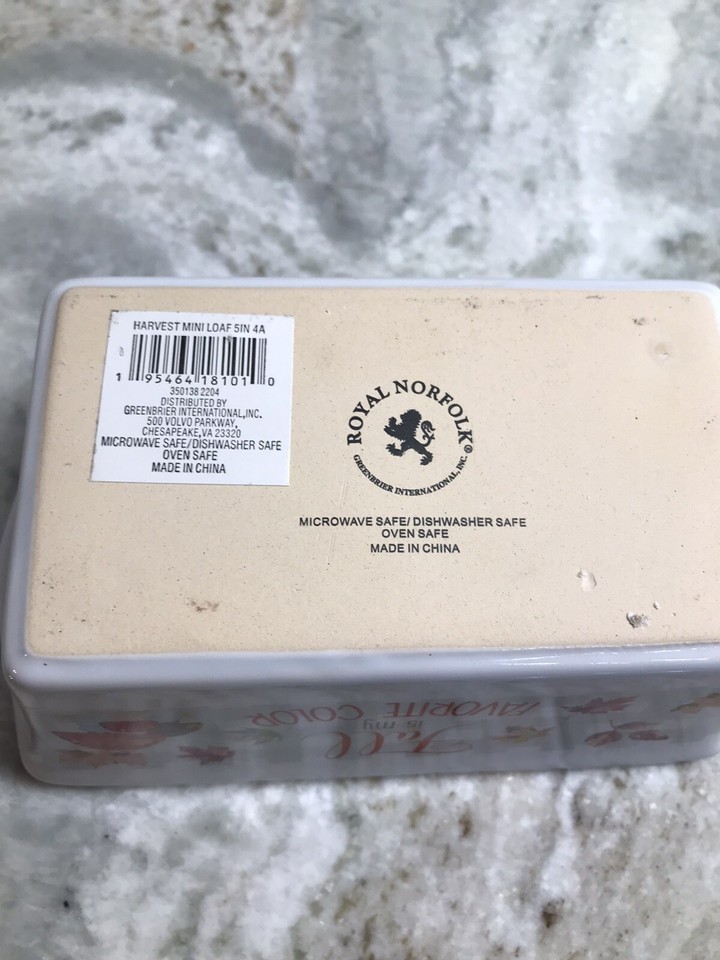 HARVEST MINI LOAF 5IN 4A
1 95464 18101 0
350138 2204
DISTRIBUTED BY
GREENBRIER INTERNATIONAL, INC.
500 VOLVO PARKWAY,
CHESAPEAKE, VA 23320
MICROWAVE SAFE/DISHWASHER SAFE
OVEN SAFE
MADE IN CHINA
ROYAL NORFOLK®
GREENBRIER INTERNATIONAL, INC.
MICROWAVE SAFE/ DISHWASHER SAFE
OVEN SAFE
MADE IN CHINA
Fall
is my
FAVORITE COLOR